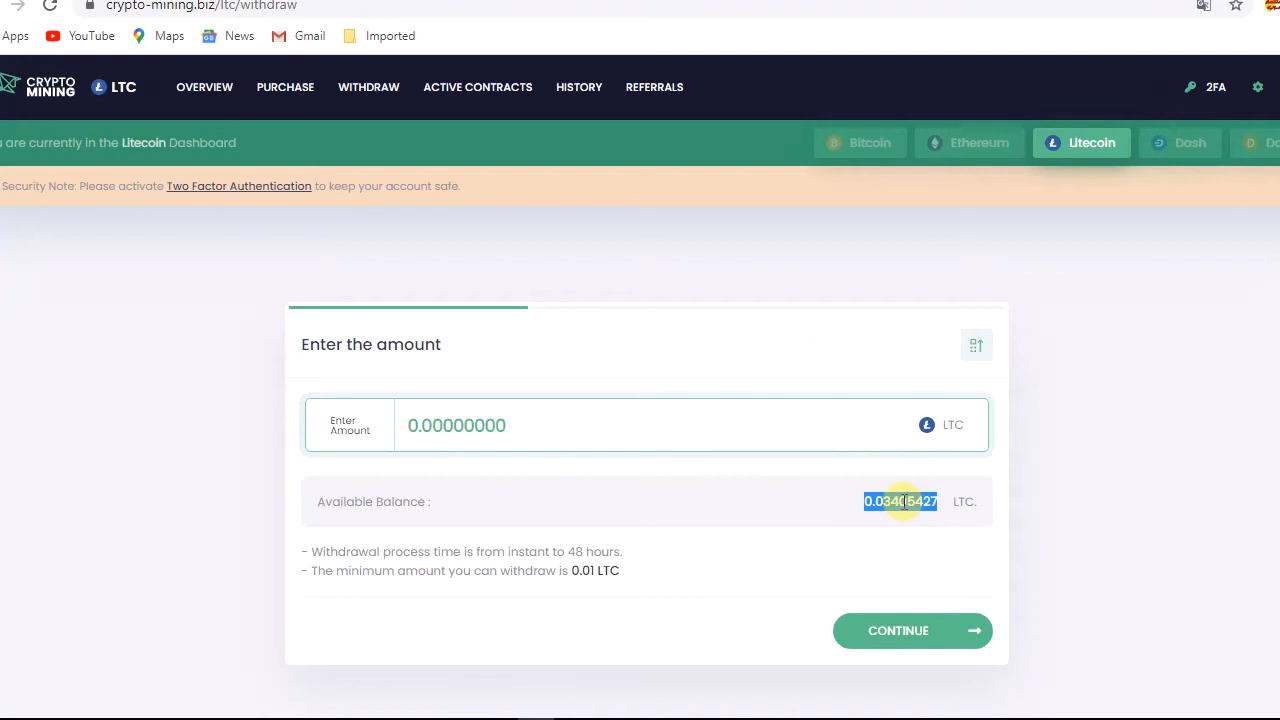 crypto-mining.biz/ltc/withdraw
Apps YouTube Maps News Gmail Imported
CRYPTO MINING LTC OVERVIEW PURCHASE WITHDRAW ACTIVE CONTRACTS HISTORY REFERRALS 2FA
are currently in the Litecoin Dashboard Bitcoin Ethereum Litecoin Dash
Security Note: Please activate Two Factor Authentication to keep your account safe.
Enter the amount
Enter Amount 0.00000000 LTC
Available Balance : 0.03405427 LTC.
- Withdrawal process time is from instant to 48 hours.
- The minimum amount you can withdraw is 0.01 LTC
CONTINUE